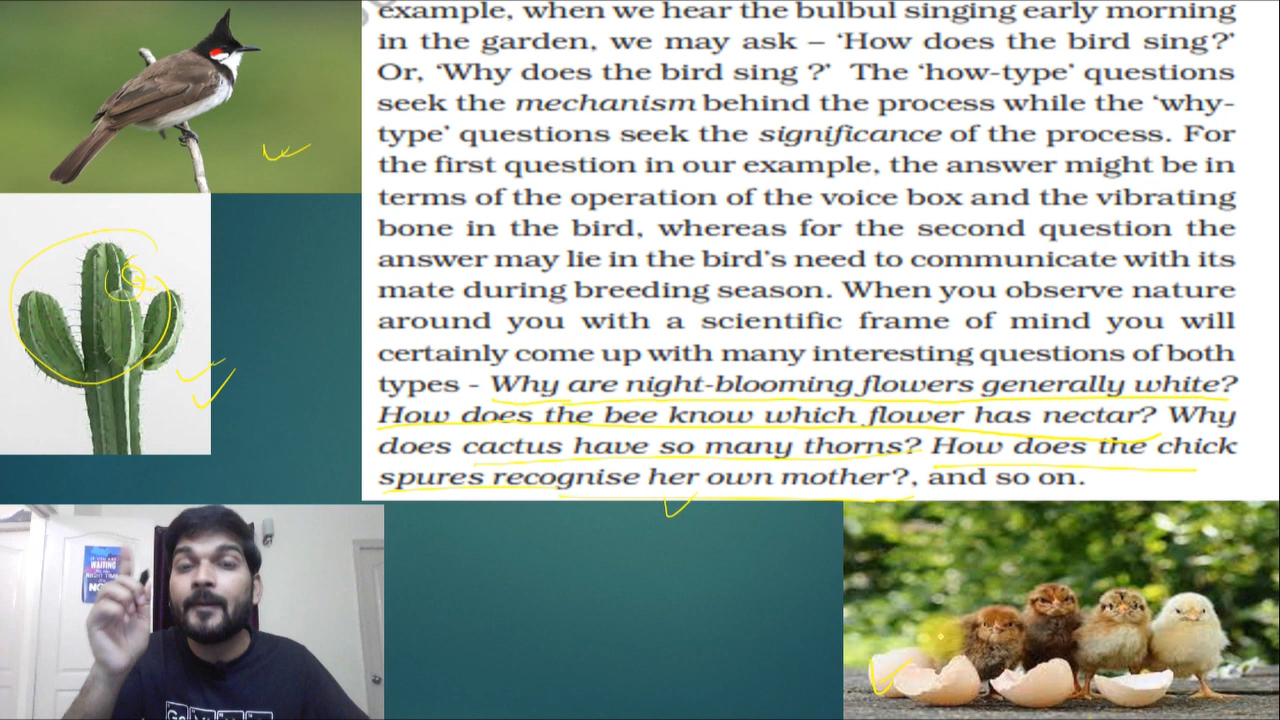 example, when we hear the bulbul singing early morning
in the garden, we may ask – ‘How does the bird sing?’
Or, ‘Why does the bird sing ?’ The ‘how-type’ questions
seek the mechanism behind the process while the ‘why-
type’ questions seek the significance of the process. For
the first question in our example, the answer might be in
terms of the operation of the voice box and the vibrating
bone in the bird, whereas for the second question the
answer may lie in the bird’s need to communicate with its
mate during breeding season. When you observe nature
around you with a scientific frame of mind you will
certainly come up with many interesting questions of both
types - Why are night-blooming flowers generally white?
How does the bee know which flower has nectar? Why
does cactus have so many thorns? How does the chick
spures recognise her own mother?, and so on.
WAITING